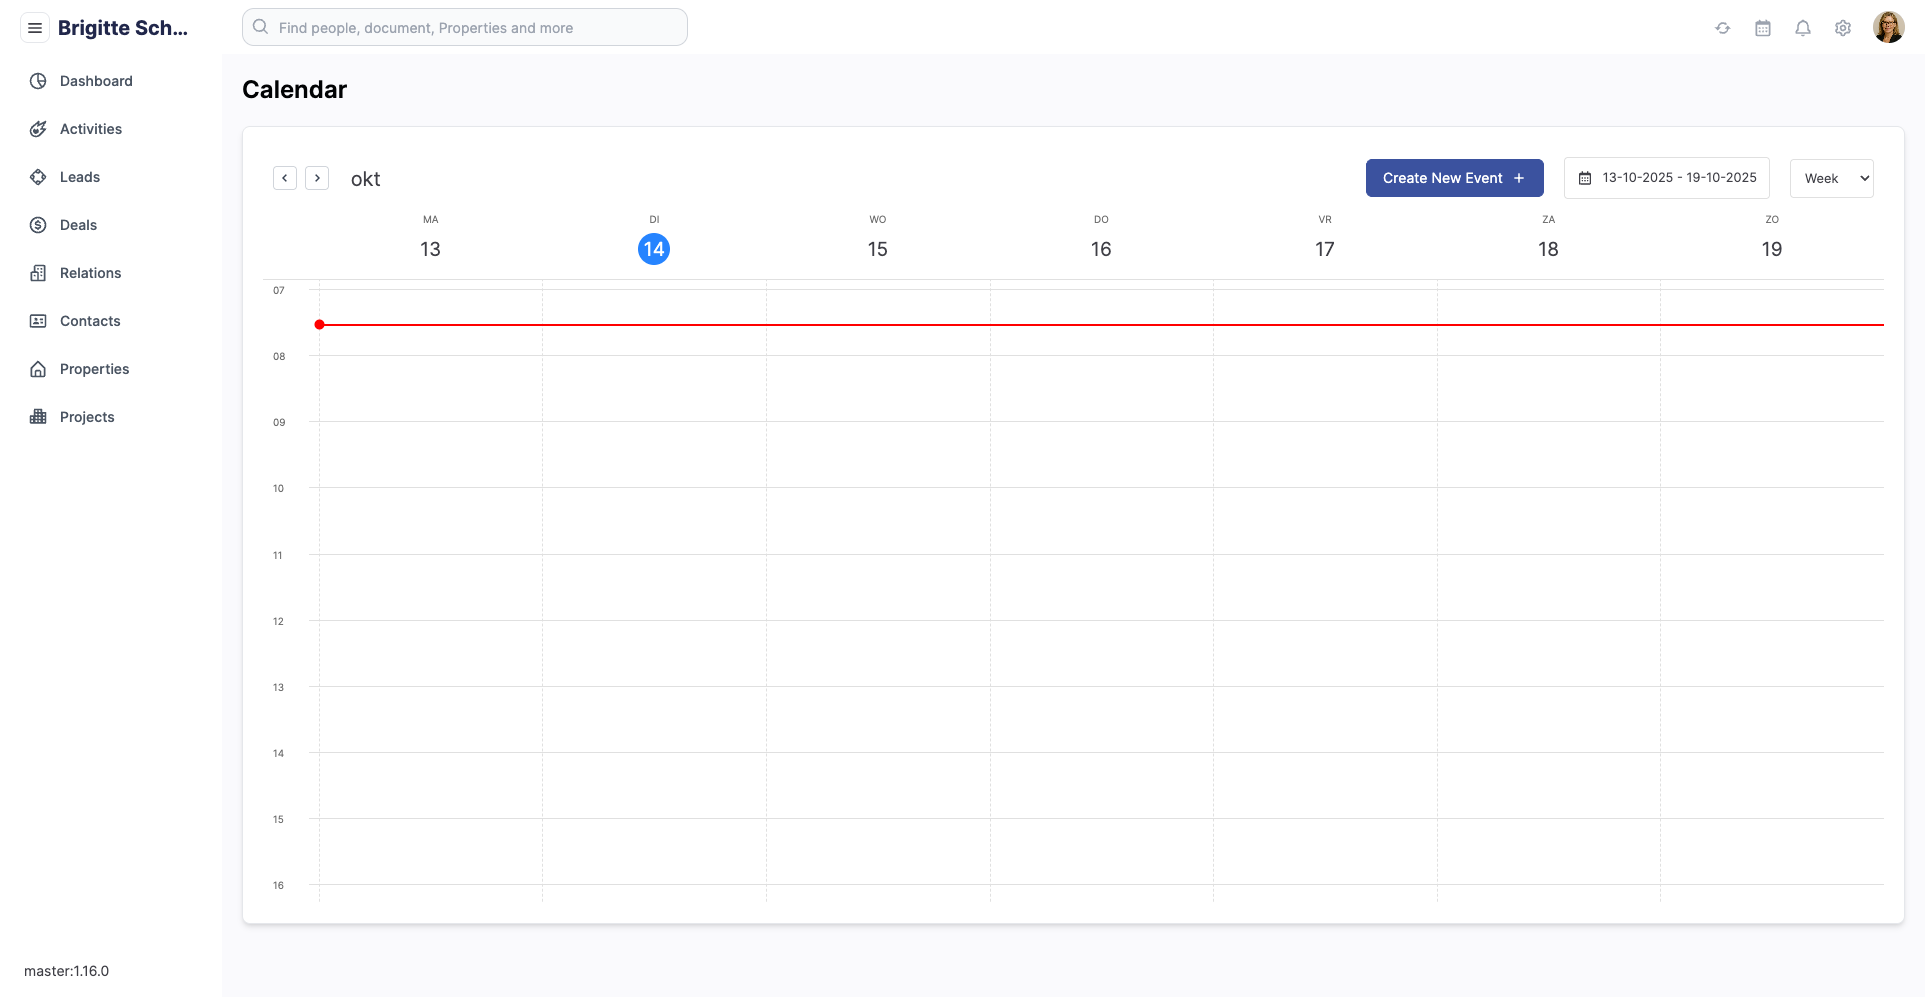 Brigitte Sch...
Find people, document, Properties and more
Dashboard
Activities
Leads
Deals
Relations
Contacts
Properties
Projects
master:1.16.0
Calendar
okt
Create New Event +
13-10-2025 - 19-10-2025
Week
MA DI WO DO VR ZA ZO
13 14 15 16 17 18 19
07
08
09
10
11
12
13
14
15
16